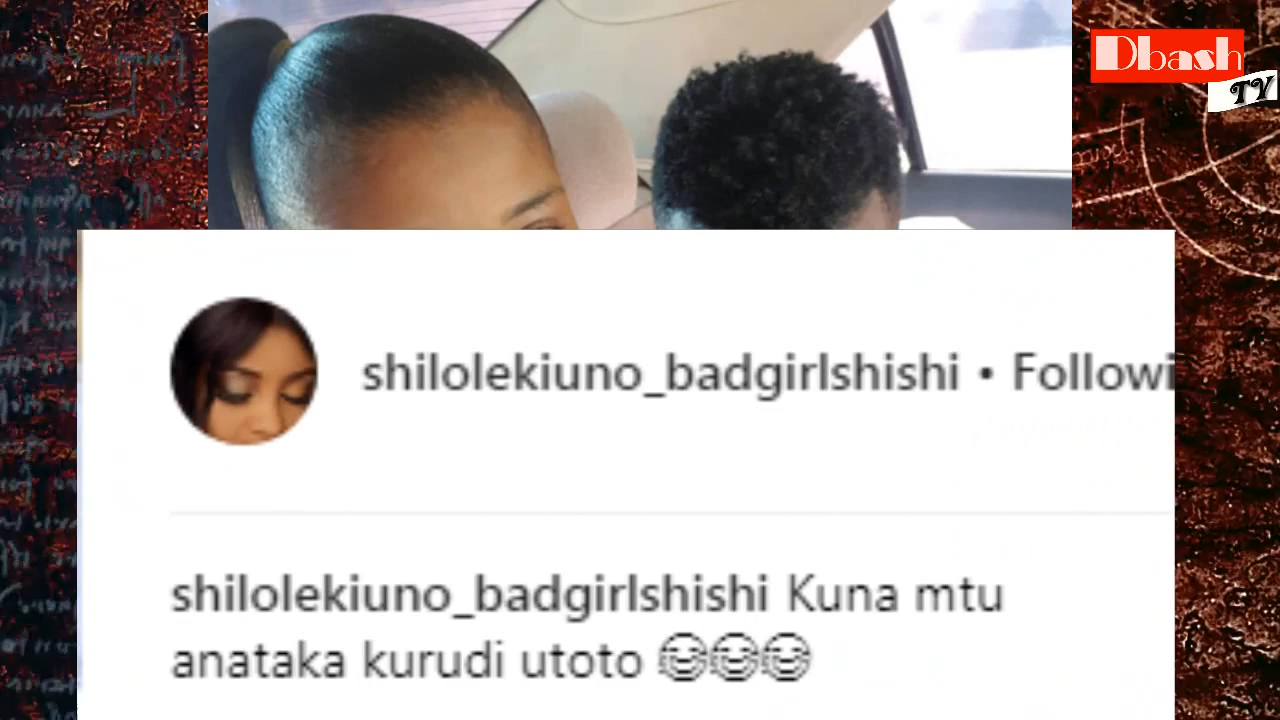 Dbash
TV
shilolekiuno_badgirlshishi • Followi
shilolekiuno_badgirlshishi Kuna mtu
anataka kurudi utoto 😂😂😂